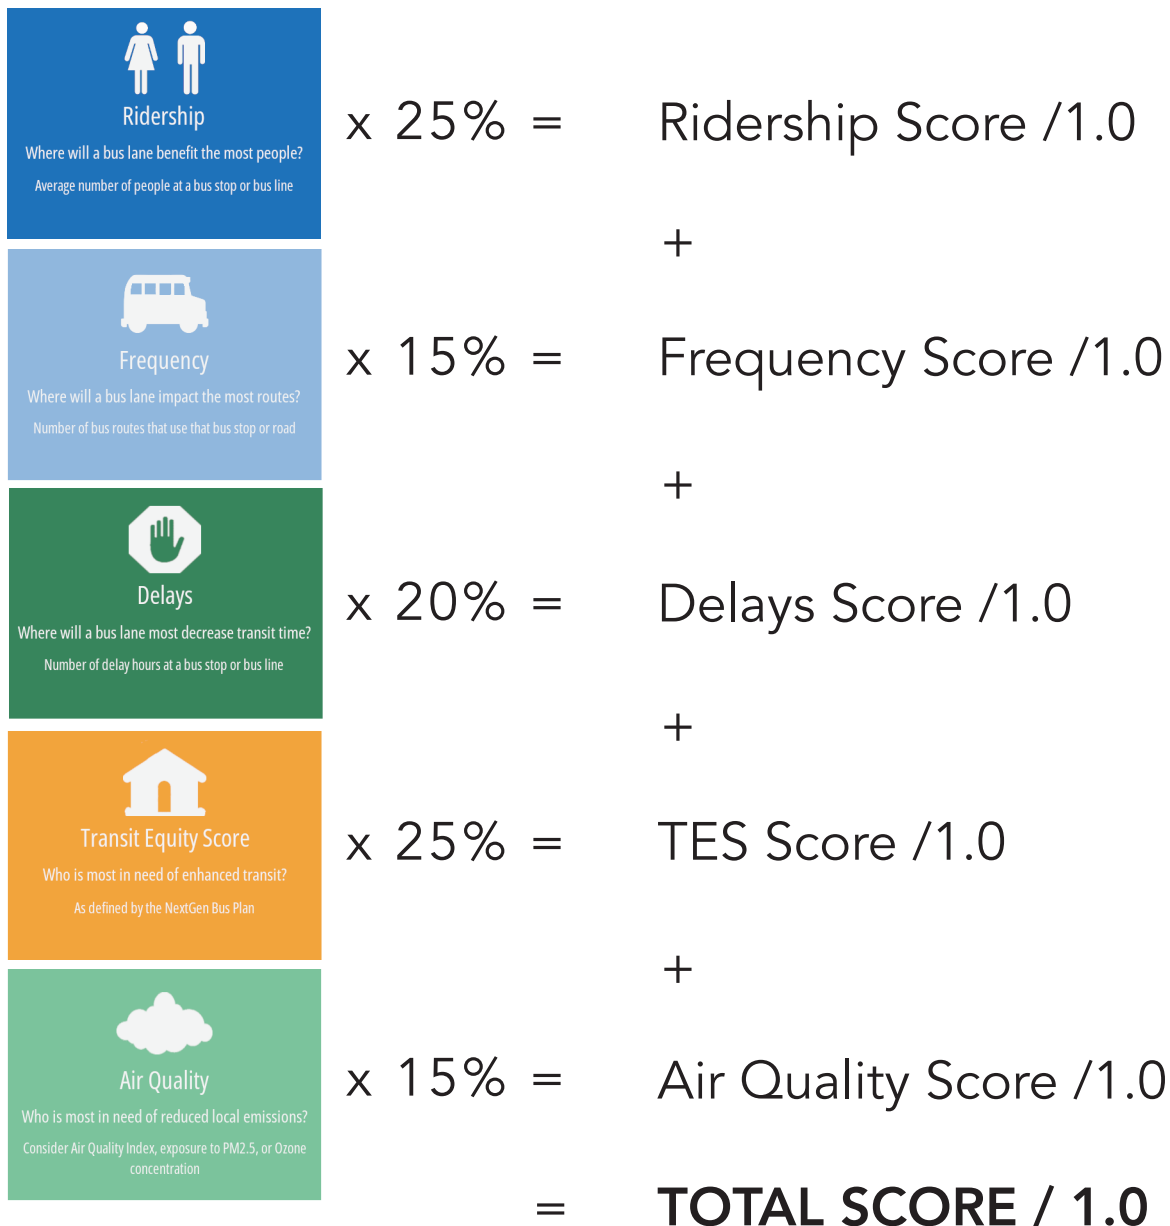 Ridership
Where will a bus lane benefit the most people?
Average number of people at a bus stop or bus line
x 25% = Ridership Score /1.0
+
Frequency
Where will a bus lane impact the most routes?
Number of bus routes that use that bus stop or road
x 15% = Frequency Score /1.0
+
Delays
Where will a bus lane most decrease transit time?
Number of delay hours at a bus stop or bus line
x 20% = Delays Score /1.0
+
Transit Equity Score
Who is most in need of enhanced transit?
As defined by the NextGen Bus Plan
x 25% = TES Score /1.0
+
Air Quality
Who is most in need of reduced local emissions?
Consider Air Quality Index, exposure to PM2.5, or Ozone
concentration
x 15% = Air Quality Score /1.0
= TOTAL SCORE / 1.0